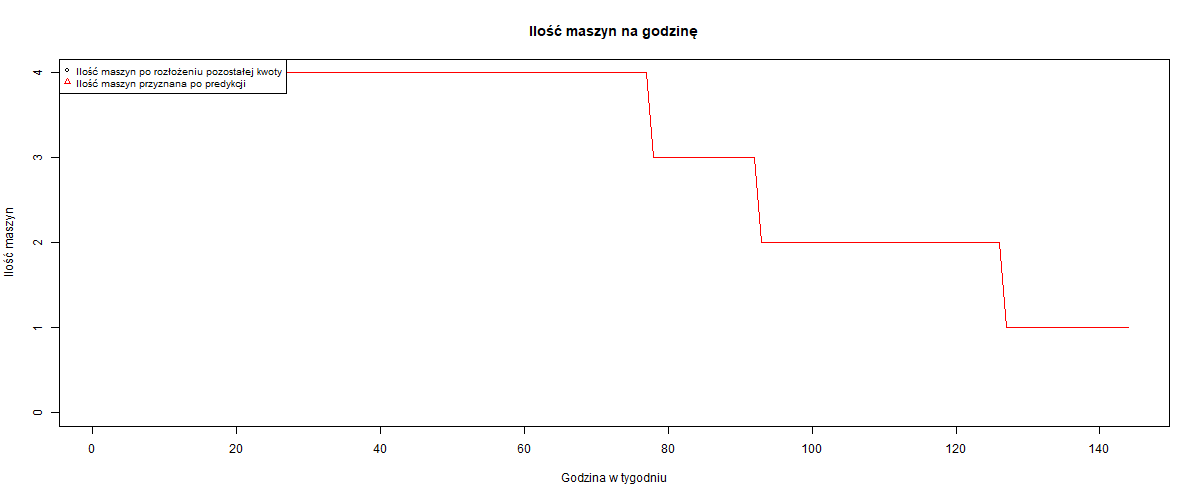 Ilość maszyn na godzinę
Ilość maszyn po rozłożeniu pozostałej kwoty
Ilość maszyn przyznana po predykcji
4
3
2
1
0
Ilość maszyn
0 20 40 60 80 100 120 140
Godzina w tygodniu